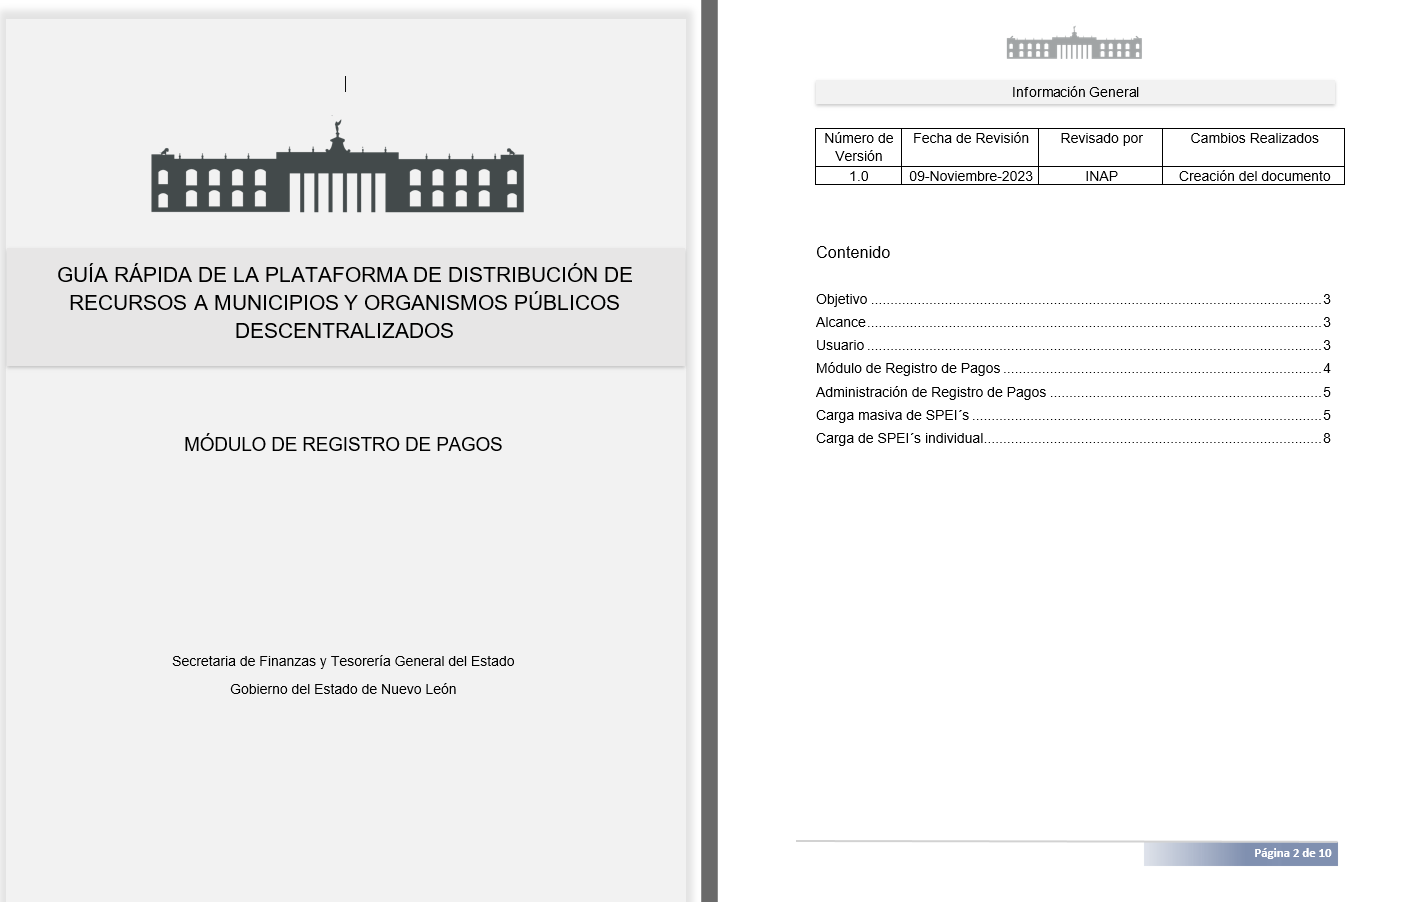 GUÍA RÁPIDA DE LA PLATAFORMA DE DISTRIBUCIÓN DE
RECURSOS A MUNICIPIOS Y ORGANISMOS PÚBLICOS
DESCENTRALIZADOS
MÓDULO DE REGISTRO DE PAGOS
Secretaria de Finanzas y Tesorería General del Estado
Gobierno del Estado de Nuevo León
Información General
Número de Versión Fecha de Revisión Revisado por Cambios Realizados
1.0 09-Noviembre-2023 INAP Creación del documento
Contenido
Objetivo ........ 3
Alcance ........ 3
Usuario ........ 3
Módulo de Registro de Pagos ........ 4
Administración de Registro de Pagos ........ 5
Carga masiva de SPEI´s ........ 5
Carga de SPEI´s individual ........ 8
Página 2 de 10